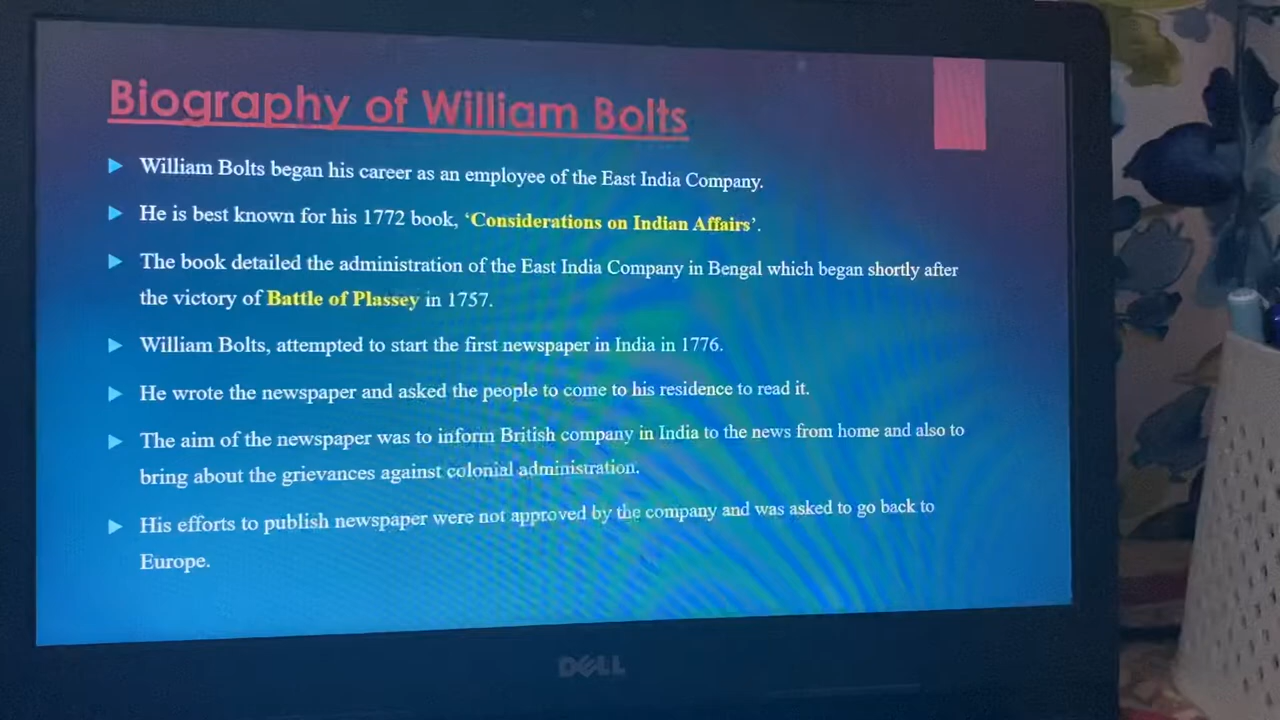 Biography of William Bolts
William Bolts began his career as an employee of the East India Company.
He is best known for his 1772 book, ‘Considerations on Indian Affairs’.
The book detailed the administration of the East India Company in Bengal which began shortly after
the victory of Battle of Plassey in 1757.
William Bolts, attempted to start the first newspaper in India in 1776.
He wrote the newspaper and asked the people to come to his residence to read it.
The aim of the newspaper was to inform British company in India to the news from home and also to
bring about the grievances against colonial administration.
His efforts to publish newspaper were not approved by the company and was asked to go back to
Europe.
DELL